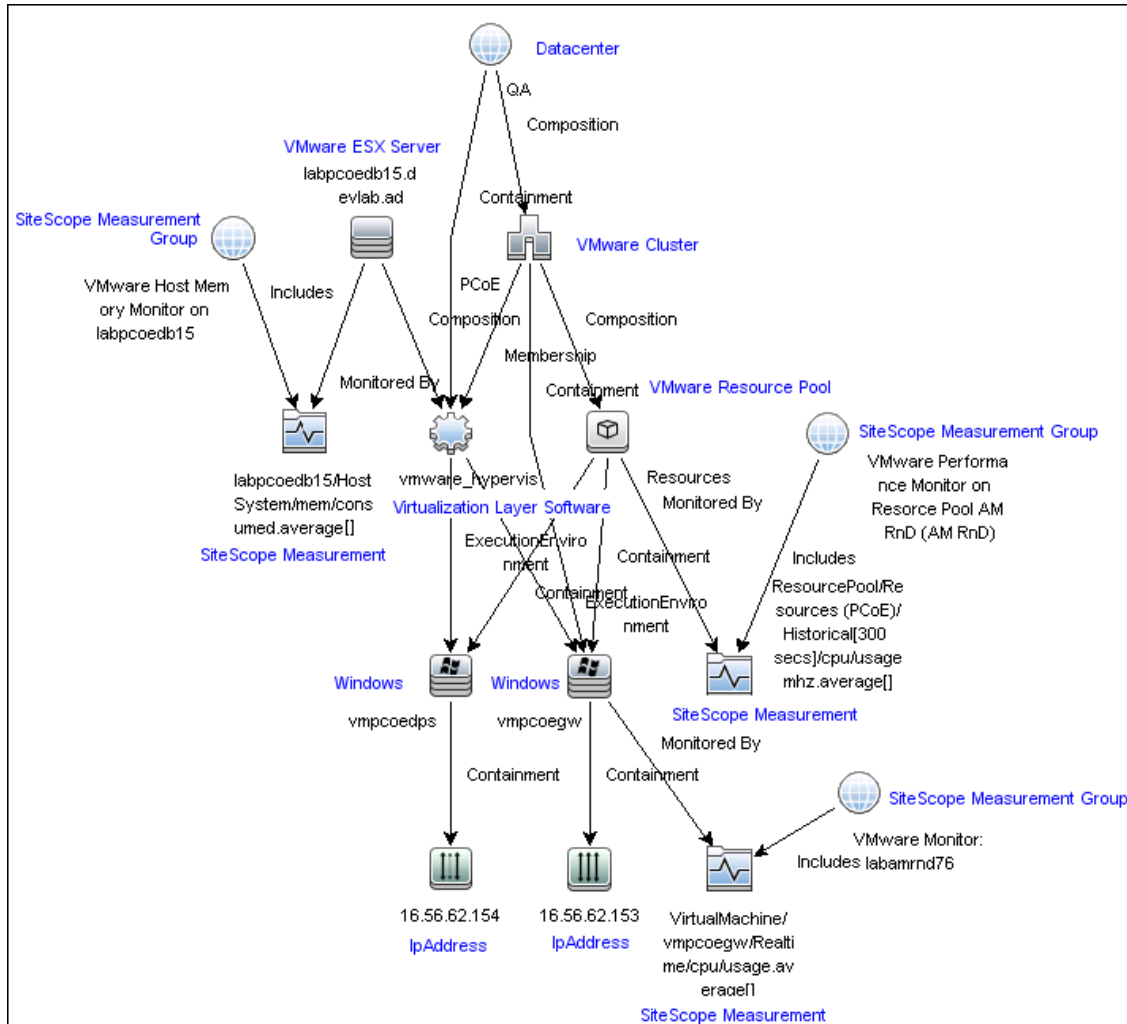 Datacenter
QA
Composition
VMware ESX Server
labpcoedb15.d
evlab.ad
Containment
SiteScope Measurement
Group
VMware Cluster
VMware Host Mem
ory Monitor on
labpcoedb15
Includes
PCoE
Composition
Composition
Membership
Monitored By
Containment
VMware Resource Pool
SiteScope Measurement Group
labpcoedb15/Host
System/mem/cons
umed.average[]
SiteScope Measurement
vmware_hypervis
Virtualization Layer Software
Resources
Monitored By
VMware Performa
nce Monitor on
Resorce Pool AM
RnD (AM RnD)
ExecutionEnviro
nment
Containment
Containment
ExecutionEnviro
nment
Includes
ResourcePool/Re
sources (PCoE)/
Historical[300
secs]/cpu/usage
mhz.average[]
SiteScope Measurement
Windows
vmpcoedps
Windows
vmpcoegw
Monitored By
Containment
Containment
SiteScope Measurement Group
VMware Monitor:
labamrnd76
Includes
16.56.62.154
IpAddress
16.56.62.153
IpAddress
VirtualMachine/
vmpcoegw/Realti
me/cpu/usage.av
erage[]
SiteScope Measurement